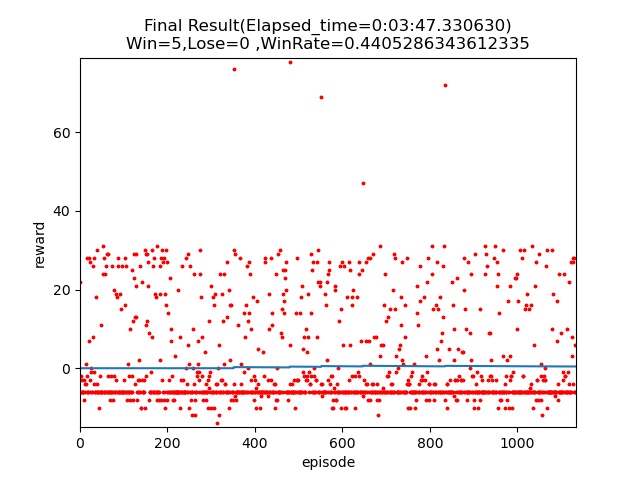 Final Result(Elapsed_time=0:03:47.330630)
Win=5,Lose=0 ,WinRate=0.4405286343612335
reward
60
40
20
0
0 200 400 600 800 1000
episode